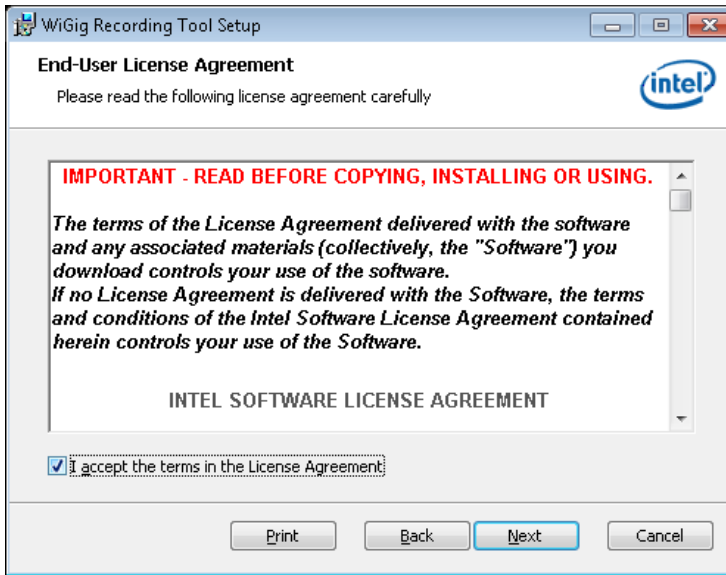 WiGig Recording Tool Setup
End-User License Agreement
Please read the following license agreement carefully
intel
IMPORTANT - READ BEFORE COPYING, INSTALLING OR USING.
The terms of the License Agreement delivered with the software
and any associated materials (collectively, the "Software") you
download controls your use of the software.
If no License Agreement is delivered with the Software, the terms
and conditions of the Intel Software License Agreement contained
herein controls your use of the Software.
INTEL SOFTWARE LICENSE AGREEMENT
I accept the terms in the License Agreement
Print Back Next Cancel